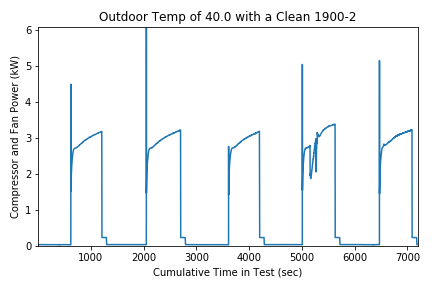 Outdoor Temp of 40.0 with a Clean 1900-2
Compressor and Fan Power (kW)
6
5
4
3
2
1
0
1000 2000 3000 4000 5000 6000 7000
Cumulative Time in Test (sec)